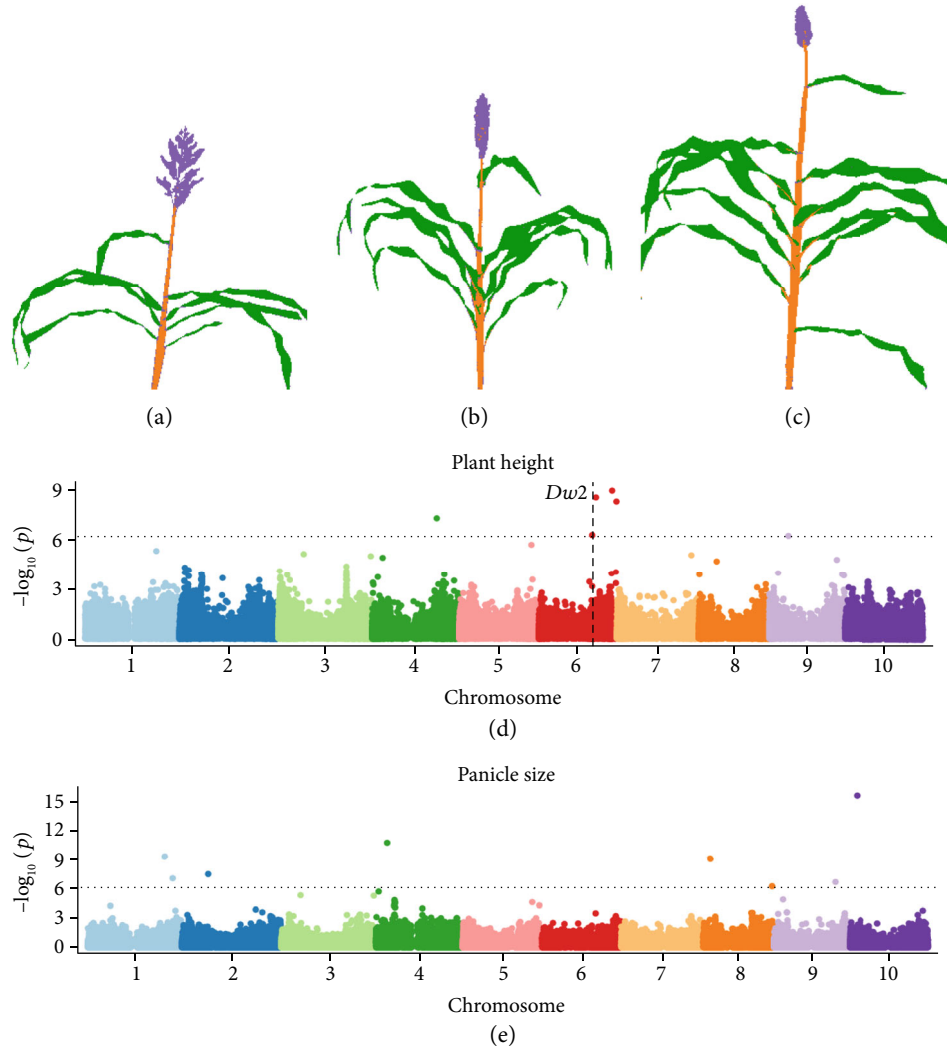 (a)
(b)
(c)
Plant height
−log₁₀ (p)
9
6
3
0
Dw2
1 2 3 4 5 6 7 8 9 10
Chromosome
(d)
Panicle size
−log₁₀ (p)
15
12
9
6
3
0
1 2 3 4 5 6 7 8 9 10
Chromosome
(e)